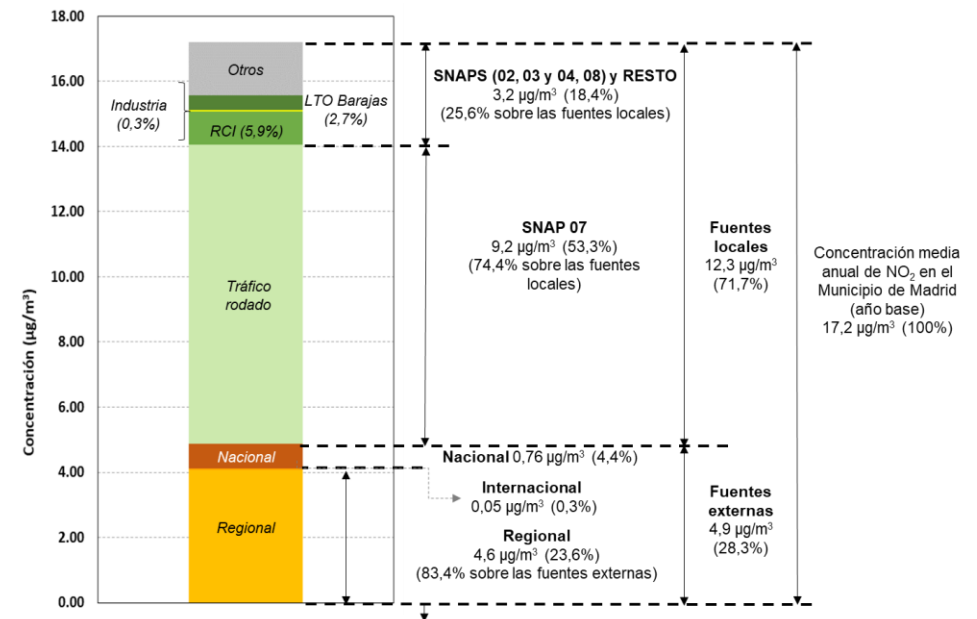 Concentración (µg/m³)
18.00
16.00
14.00
12.00
10.00
8.00
6.00
4.00
2.00
0.00
Industria
(0,3%)
Otros
LTO Barajas
(2,7%)
RCI (5,9%)
Tráfico
rodado
Nacional
Regional
SNAPS (02, 03 y 04, 08) y RESTO
3,2 µg/m³ (18,4%)
(25,6% sobre las fuentes locales)
SNAP 07
9,2 µg/m³ (53,3%)
(74,4% sobre las fuentes
locales)
Nacional 0,76 µg/m³ (4,4%)
Internacional
0,05 µg/m³ (0,3%)
Regional
4,6 µg/m³ (23,6%)
(83,4% sobre las fuentes externas)
Fuentes
locales
12,3 µg/m³
(71,7%)
Fuentes
externas
4,9 µg/m³
(28,3%)
Concentración media
anual de NO₂ en el
Municipio de Madrid
(año base)
17,2 µg/m³ (100%)